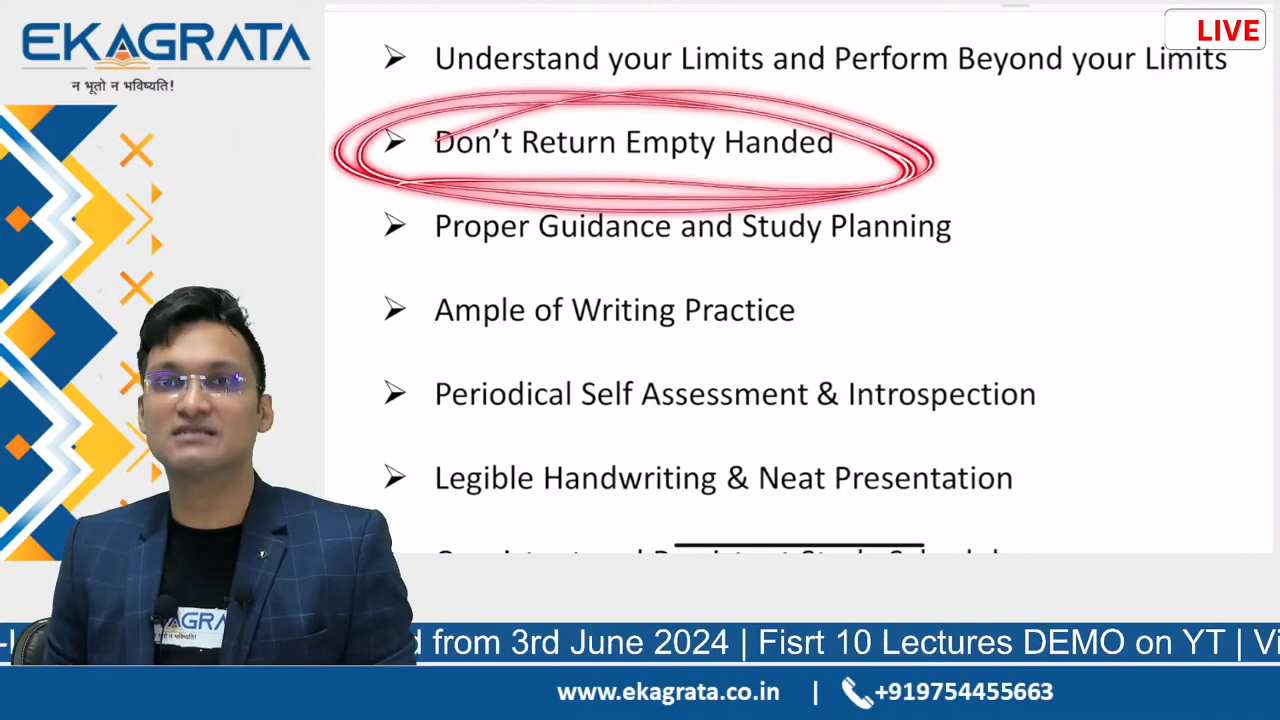 EKAGRATA
न भूतो न भविष्यति!
LIVE
Understand your Limits and Perform Beyond your Limits
Don’t Return Empty Handed
Proper Guidance and Study Planning
Ample of Writing Practice
Periodical Self Assessment & Introspection
Legible Handwriting & Neat Presentation
from 3rd June 2024 | Fisrt 10 Lectures DEMO on YT |
www.ekagrata.co.in | +919754455663